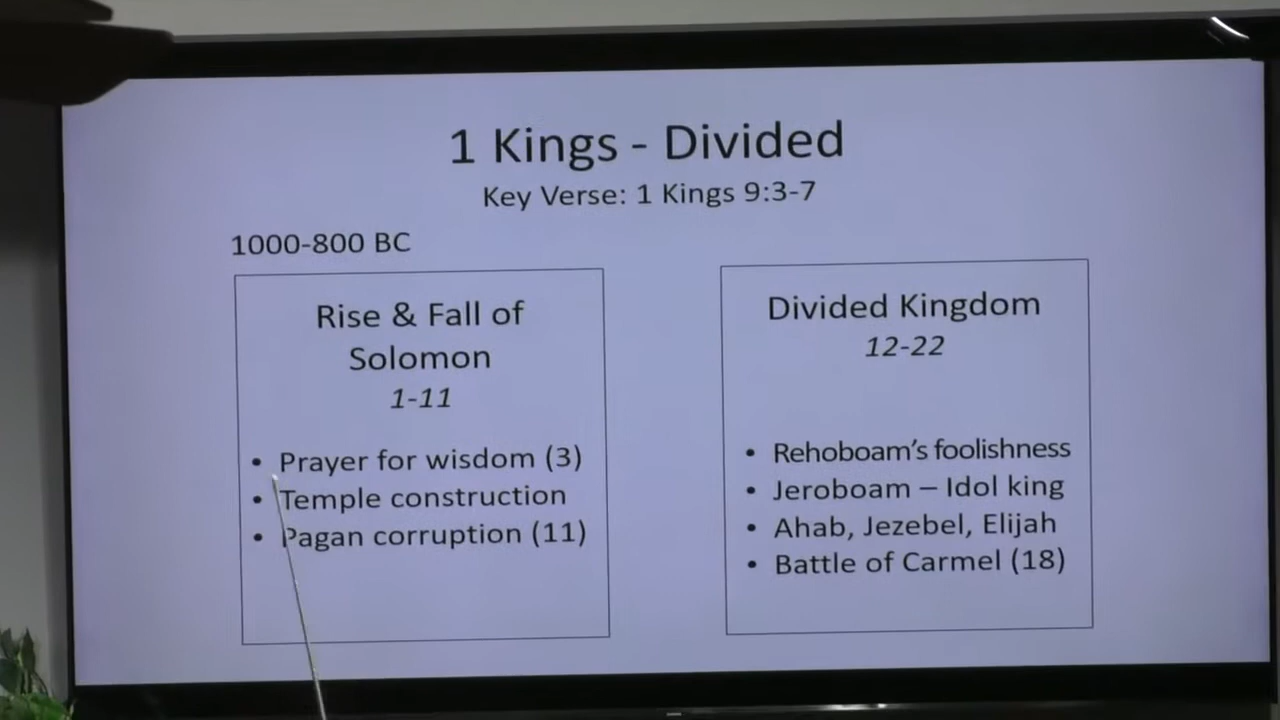 1 Kings - Divided
Key Verse: 1 Kings 9:3-7
1000-800 BC
Rise & Fall of
Solomon
1-11
• Prayer for wisdom (3)
• Temple construction
• Pagan corruption (11)
Divided Kingdom
12-22
• Rehoboam’s foolishness
• Jeroboam – Idol king
• Ahab, Jezebel, Elijah
• Battle of Carmel (18)